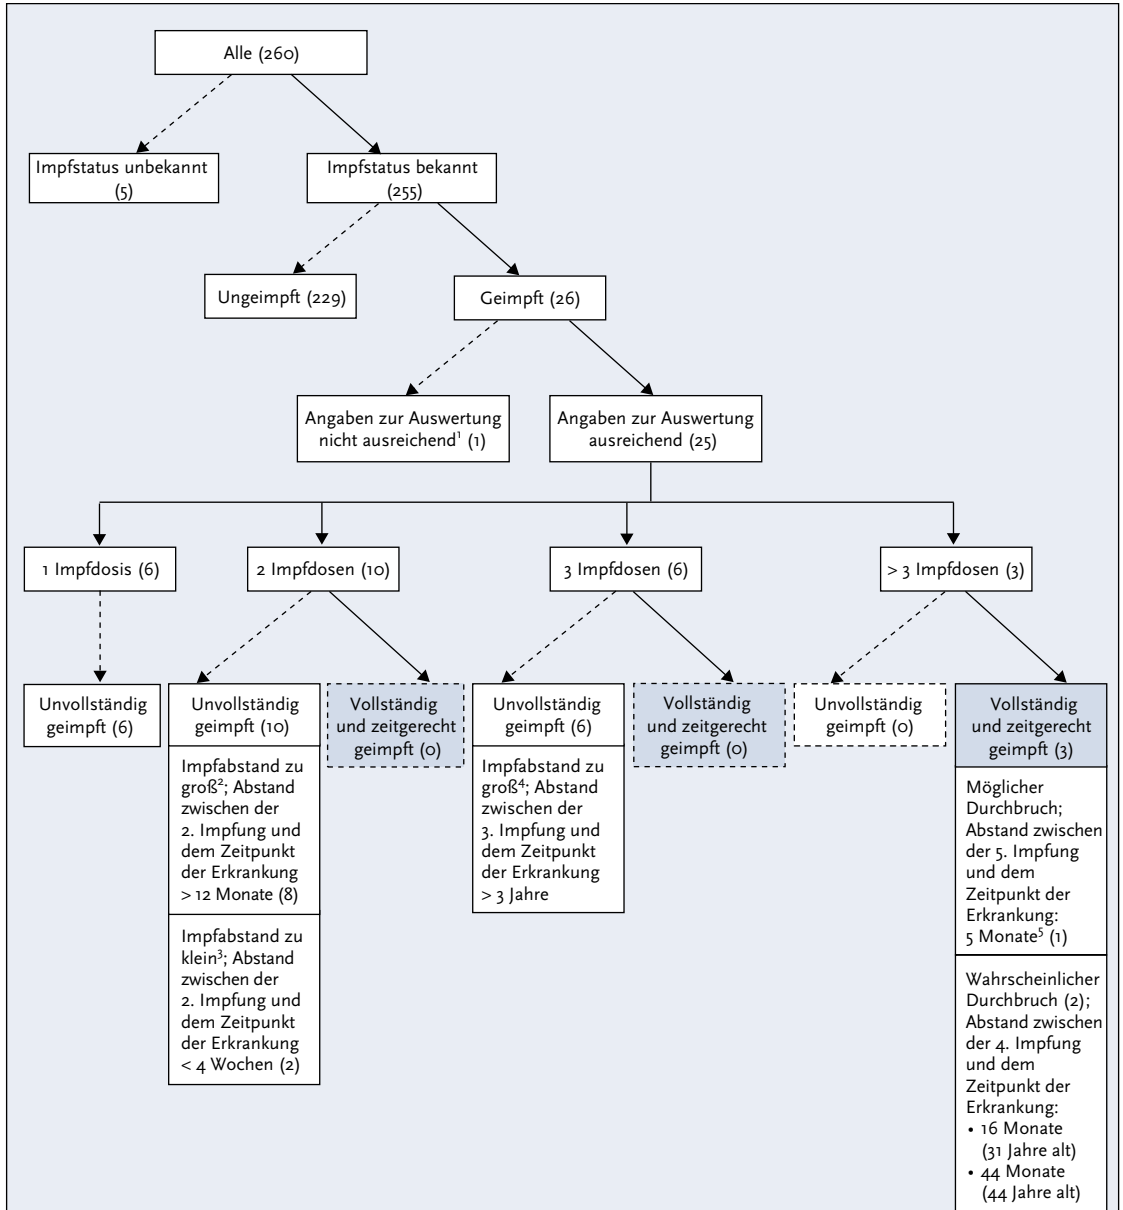 Alle (260)
Impfstatus unbekannt
(5)
Impfstatus bekannt
(255)
Ungeimpft (229)
Geimpft (26)
Angaben zur Auswertung
nicht ausreichend¹ (1)
Angaben zur Auswertung
ausreichend (25)
1 Impfdosis (6)
2 Impfdosen (10)
3 Impfdosen (6)
> 3 Impfdosen (3)
Unvollständig
geimpft (6)
Unvollständig
geimpft (10)
Impfabstand zu
groß²; Abstand
zwischen der
2. Impfung und
dem Zeitpunkt
der Erkrankung
> 12 Monate (8)
Impfabstand zu
klein³; Abstand
zwischen der
2. Impfung und
dem Zeitpunkt
der Erkrankung
< 4 Wochen (2)
Vollständig
und zeitgerecht
geimpft (0)
Unvollständig
geimpft (6)
Impfabstand zu
groß⁴; Abstand
zwischen der
3. Impfung und
dem Zeitpunkt
der Erkrankung
> 3 Jahre
Vollständig
und zeitgerecht
geimpft (0)
Unvollständig
geimpft (0)
Vollständig
und zeitgerecht
geimpft (3)
Möglicher
Durchbruch;
Abstand zwischen
der 5. Impfung
und dem
Zeitpunkt der
Erkrankung:
5 Monate⁵ (1)
Wahrscheinlicher
Durchbruch (2);
Abstand zwischen
der 4. Impfung
und dem
Zeitpunkt der
Erkrankung:
• 16 Monate
(31 Jahre alt)
• 44 Monate
(44 Jahre alt)